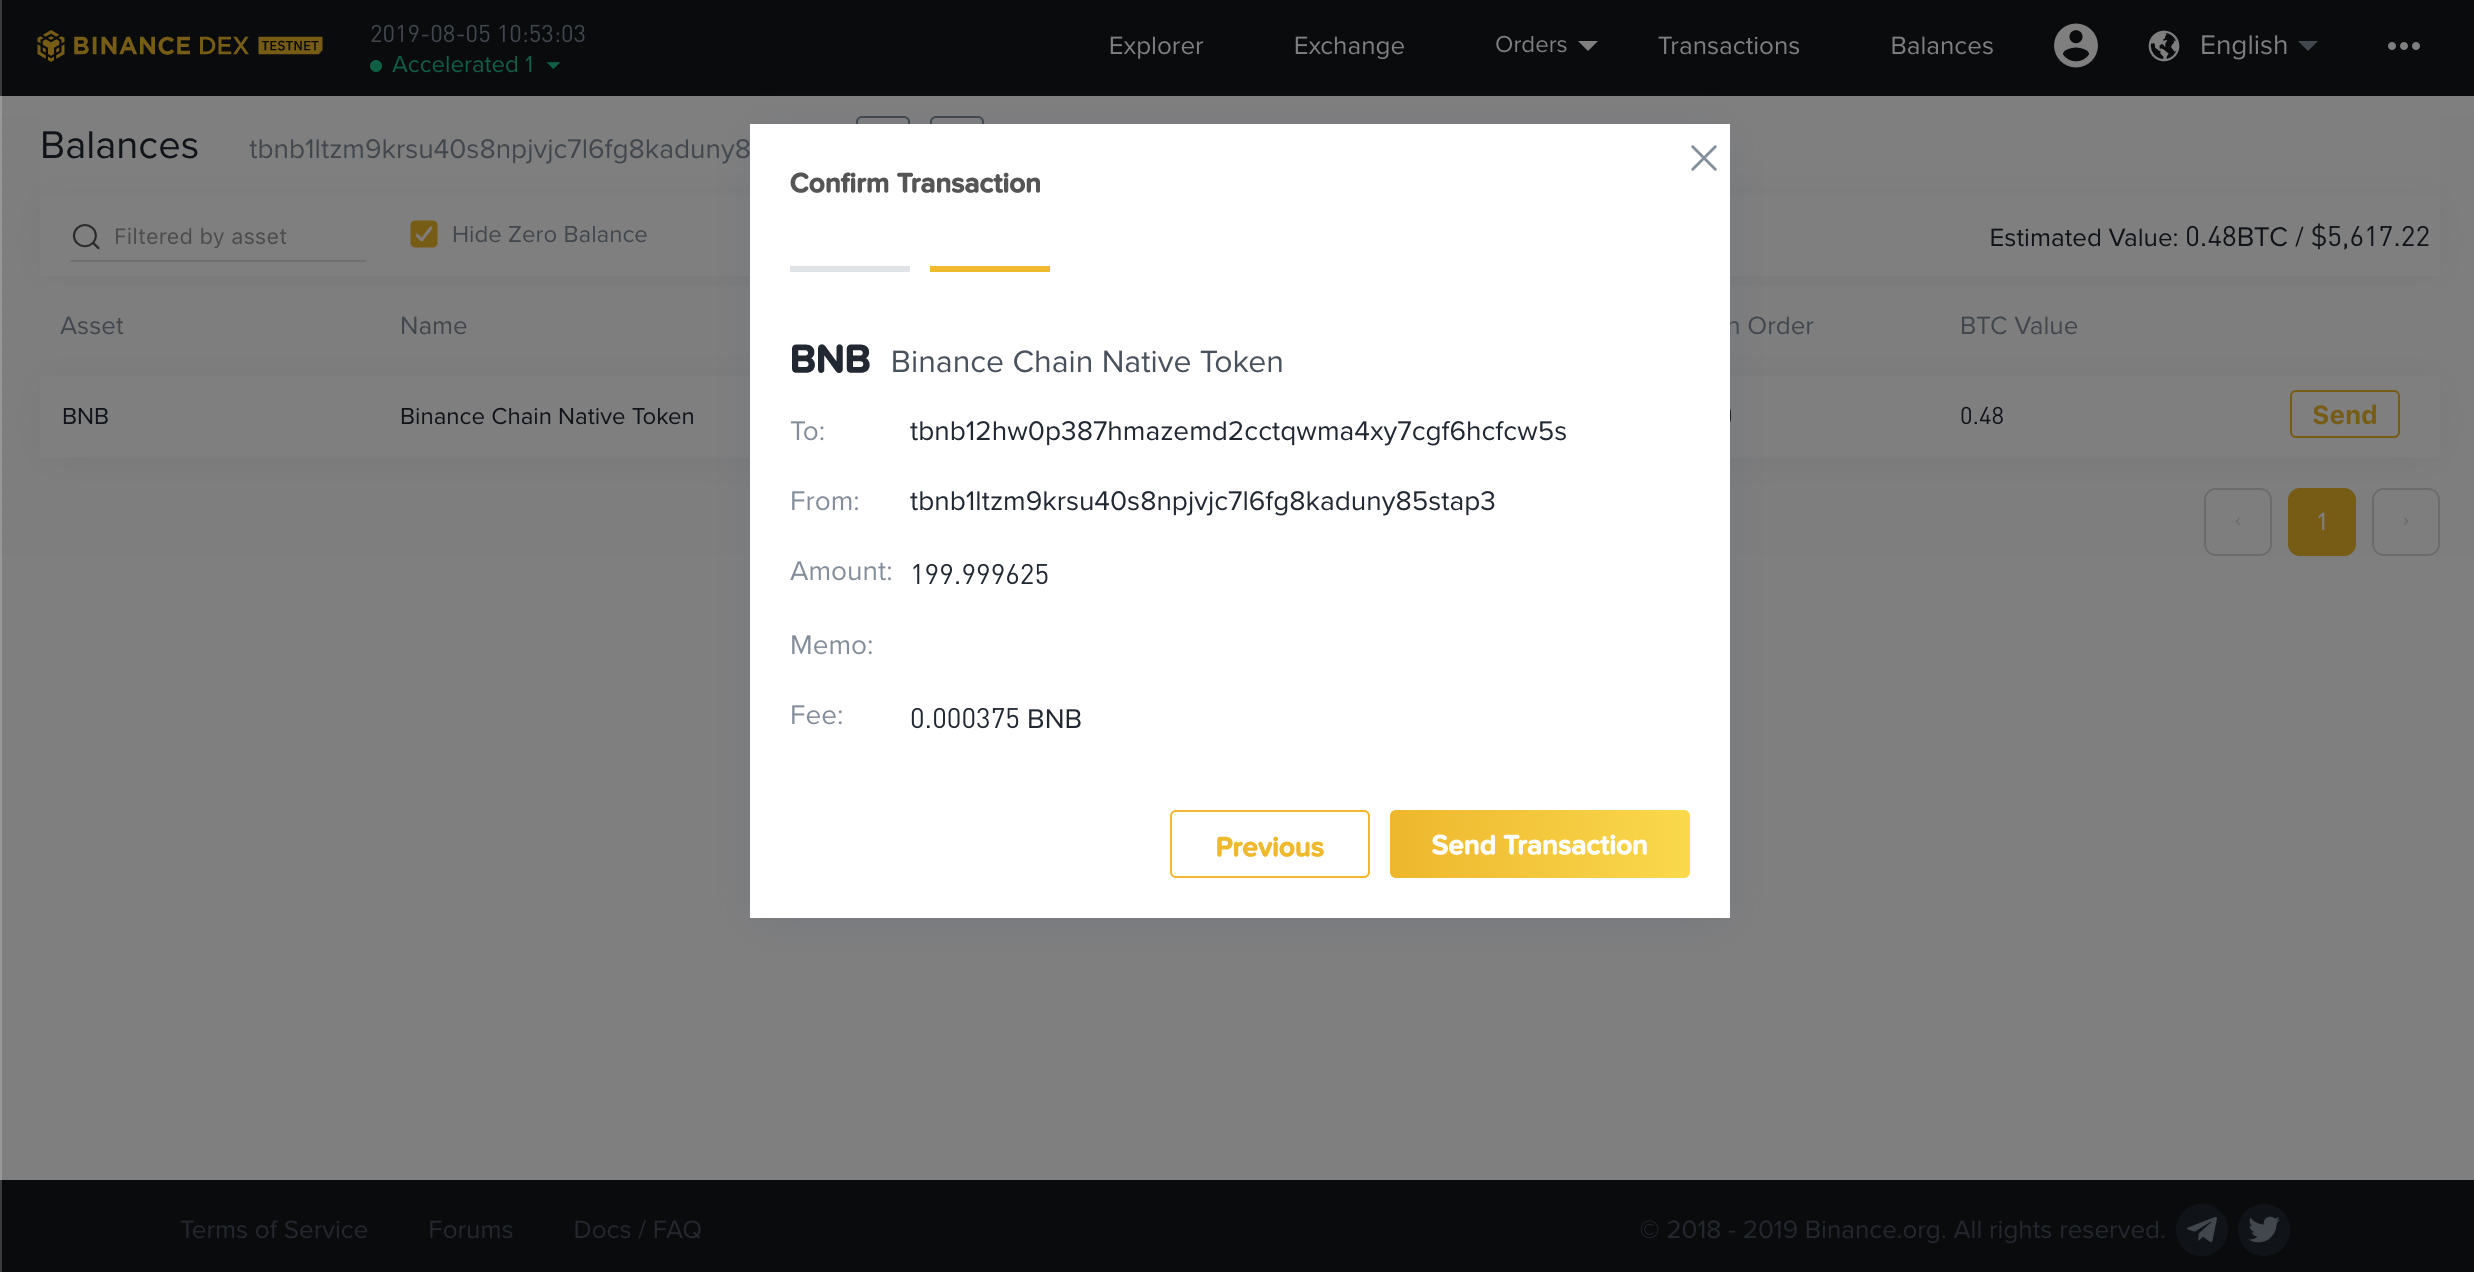 BINANCE DEX TESTNET
2019-08-05 10:53:03
Accelerated 1
Explorer
Exchange
Orders
Transactions
Balances
English
Balances tbnb1ltzm9krsu40s8npjvjc7l6fg8kaduny8
Filtered by asset
Hide Zero Balance
Estimated Value: 0.48BTC / $5,617.22
Asset Name Order BTC Value
BNB Binance Chain Native Token 0.48 Send
1
Confirm Transaction
BNB Binance Chain Native Token
To: tbnb12hw0p387hmazemd2cctqwma4xy7cgf6hcfcw5s
From: tbnb1ltzm9krsu40s8npjvjc7l6fg8kaduny85stap3
Amount: 199.999625
Memo:
Fee: 0.000375 BNB
Previous
Send Transaction
Terms of Service
Forums
Docs / FAQ
© 2018 - 2019 Binance.org. All rights reserved.